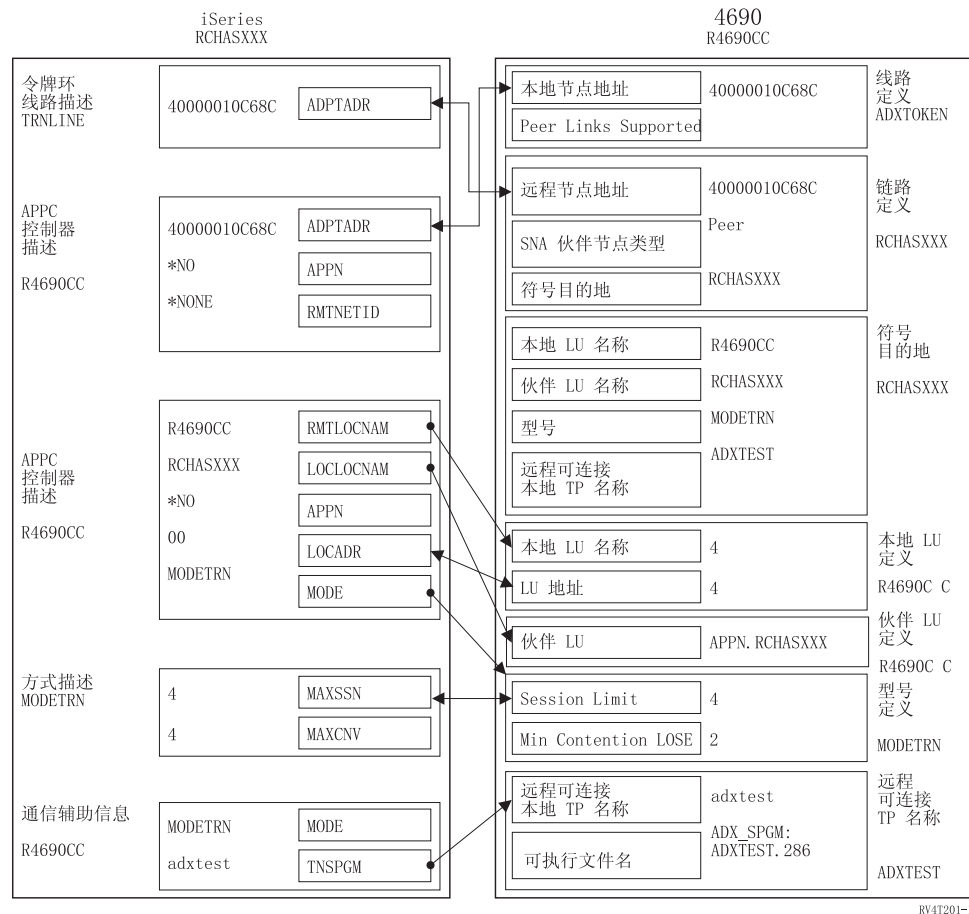 iSeries
RCHASXXX
令牌环
线路描述
TRNLINE
40000010C68C
ADPTADR
APPC
控制器
描述
R4690CC
40000010C68C
ADPTADR
*NO
APPN
*NONE
RMTNETID
APPC
控制器
描述
R4690CC
R4690CC
RMTLOCNAM
RCHASXXX
LOCLOCNAM
*NO
APPN
00
LOCADR
MODETRN
MODE
方式描述
MODETRN
4
MAXSSN
4
MAXCNV
通信辅助信息
R4690CC
MODETRN
MODE
adxtest
TNSPGM
4690
R4690CC
本地节点地址
40000010C68C
Peer Links Supported
线路
定义
ADXTOKEN
远程节点地址
40000010C68C
SNA 伙伴节点类型
Peer
符号目的地
RCHASXXX
链路
定义
RCHASXXX
本地 LU 名称
R4690CC
伙伴 LU 名称
RCHASXXX
型号
MODETRN
远程可连接
本地 TP 名称
ADXTEST
符号
目的地
RCHASXXX
本地 LU 名称
4
LU 地址
4
本地 LU
定义
R4690C C
伙伴 LU
APPN.RCHASXXX
伙伴 LU
定义
R4690C C
Session Limit
4
Min Contention LOSE
2
型号
定义
MODETRN
远程可连接
本地 TP 名称
adxtest
可执行文件名
ADX_SPGM:
ADXTEST.286
远程
可连接
TP 名称
ADXTEST
RV4T201-